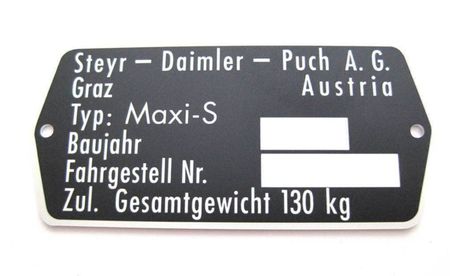 Steyr – Daimler – Puch A. G.
Graz Austria
Typ: Maxi-S
Baujahr
Fahrgestell Nr.
Zul. Gesamtgewicht 130 kg